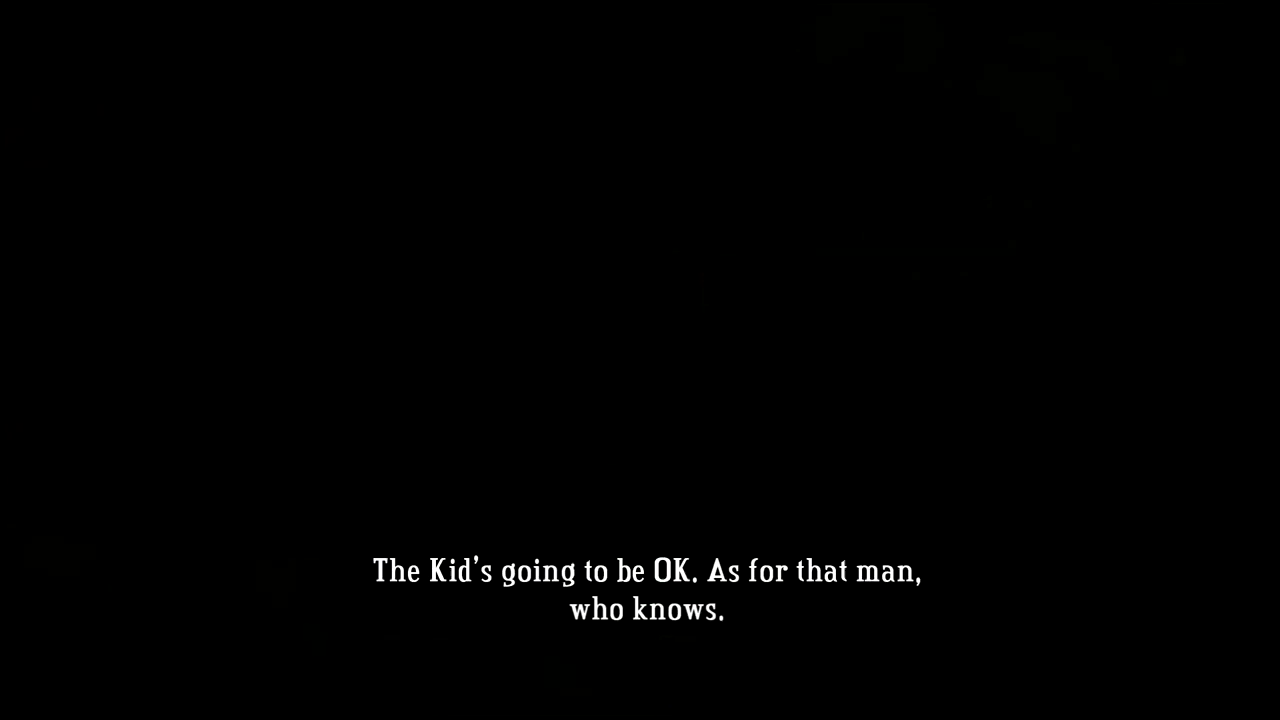 The Kid's going to be OK. As for that man,
who knows.